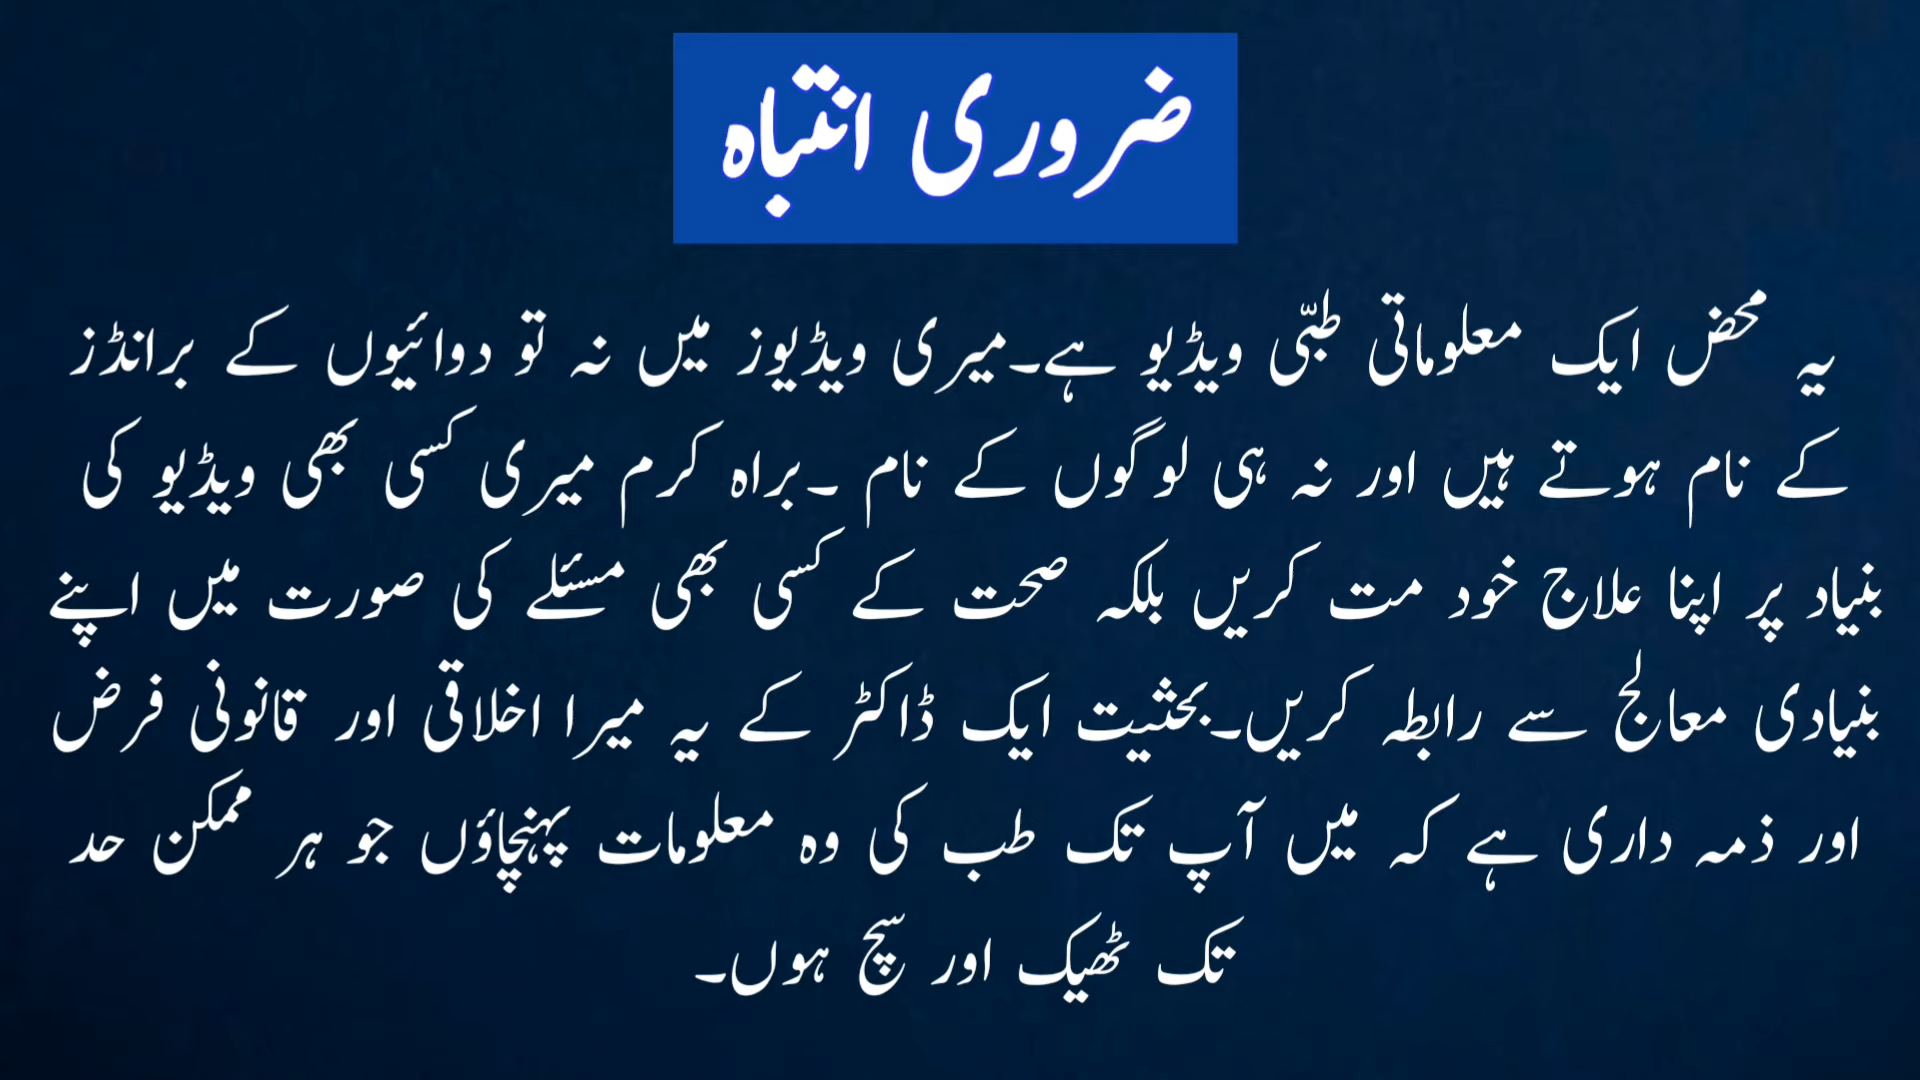 ضروری انتباہ
یہ محض ایک معلوماتی طبّی ویڈیو ہے۔میری ویڈیوز میں نہ تو دوائیوں کے برانڈز
کے نام ہوتے ہیں اور نہ ہی لوگوں کے نام ۔براہ کرم میری کسی بھی ویڈیو کی
بنیاد پر اپنا علاج خود مت کریں بلکہ صحت کے کسی بھی مسئلے کی صورت میں اپنے
بنیادی معالج سے رابطہ کریں۔بحثیت ایک ڈاکٹر کے یہ میرا اخلاقی اور قانونی فرض
اور ذمہ داری ہے کہ میں آپ تک طب کی وہ معلومات پہنچاؤں جو ہر ممکن حد
تک ٹھیک اور سچ ہوں۔